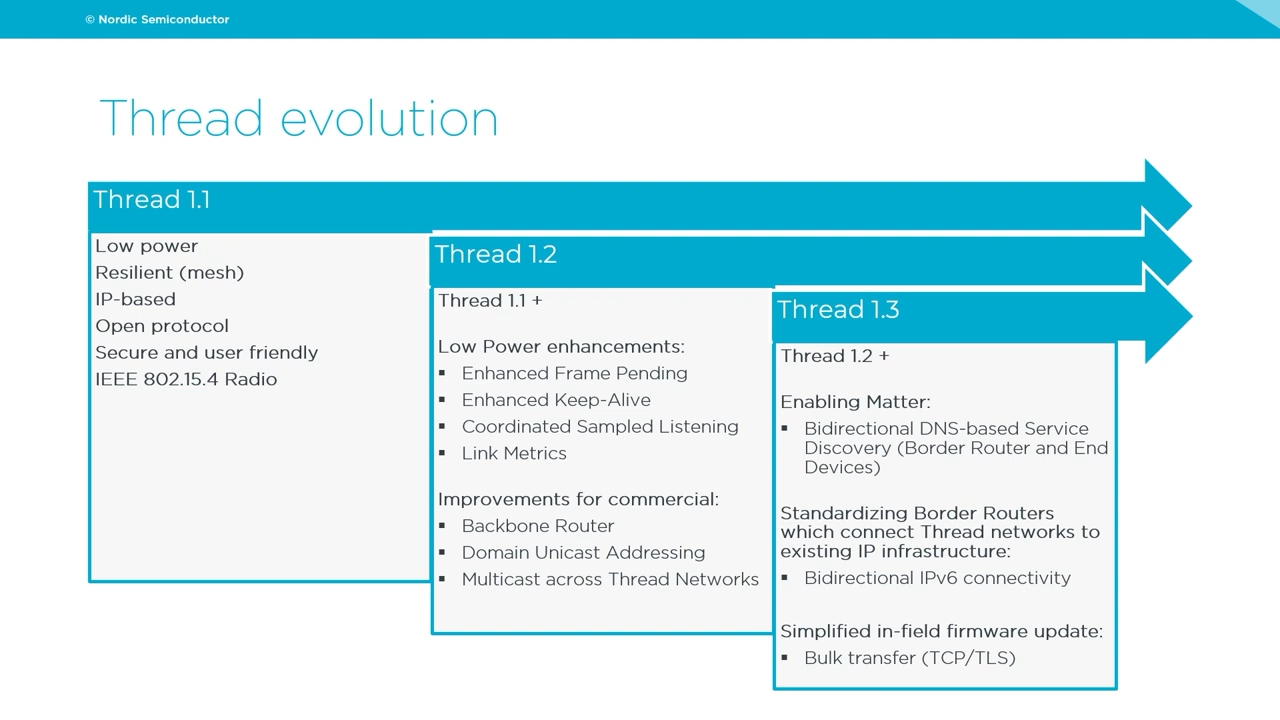 © Nordic Semiconductor
Thread evolution
Thread 1.1
Low power
Resilient (mesh)
IP-based
Open protocol
Secure and user friendly
IEEE 802.15.4 Radio
Thread 1.2
Thread 1.1 +
Low Power enhancements:
▪ Enhanced Frame Pending
▪ Enhanced Keep-Alive
▪ Coordinated Sampled Listening
▪ Link Metrics
Improvements for commercial:
▪ Backbone Router
▪ Domain Unicast Addressing
▪ Multicast across Thread Networks
Thread 1.3
Thread 1.2 +
Enabling Matter:
▪ Bidirectional DNS-based Service
Discovery (Border Router and End
Devices)
Standardizing Border Routers
which connect Thread networks to
existing IP infrastructure:
▪ Bidirectional IPv6 connectivity
Simplified in-field firmware update:
▪ Bulk transfer (TCP/TLS)